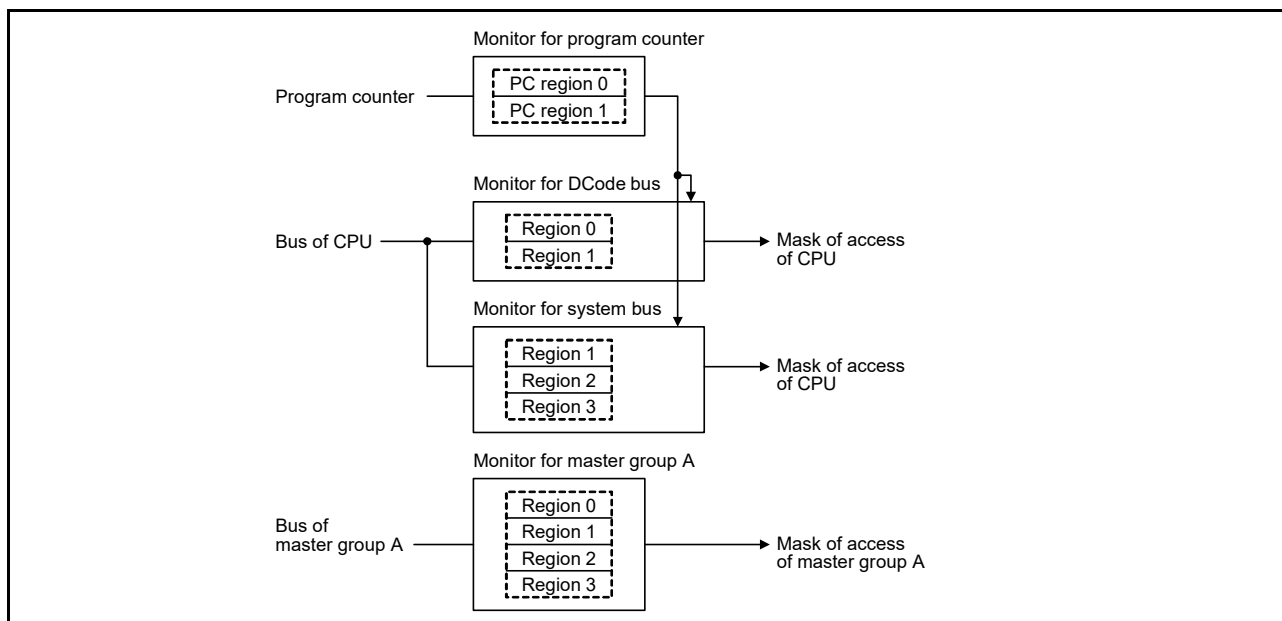 Monitor for program counter
Program counter
PC region 0
PC region 1
Monitor for DCode bus
Bus of CPU
Region 0
Region 1
Mask of access
of CPU
Monitor for system bus
Region 1
Region 2
Region 3
Mask of access
of CPU
Monitor for master group A
Bus of
master group A
Region 0
Region 1
Region 2
Region 3
Mask of access
of master group A